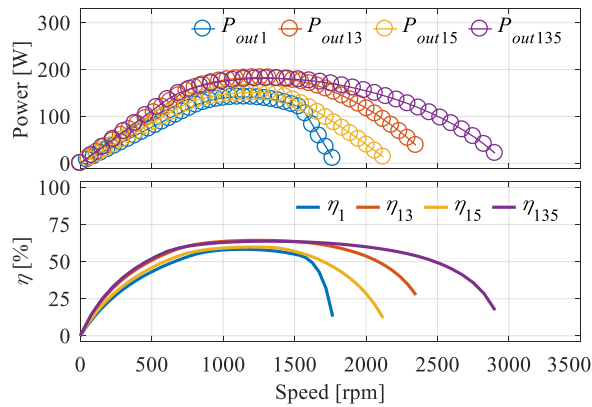 300
P_out1 P_out13 P_out15 P_out135
200
100
0
Power [W]
100
η_1 η_13 η_15 η_135
75
50
25
0
η [%]
0 500 1000 1500 2000 2500 3000 3500
Speed [rpm]